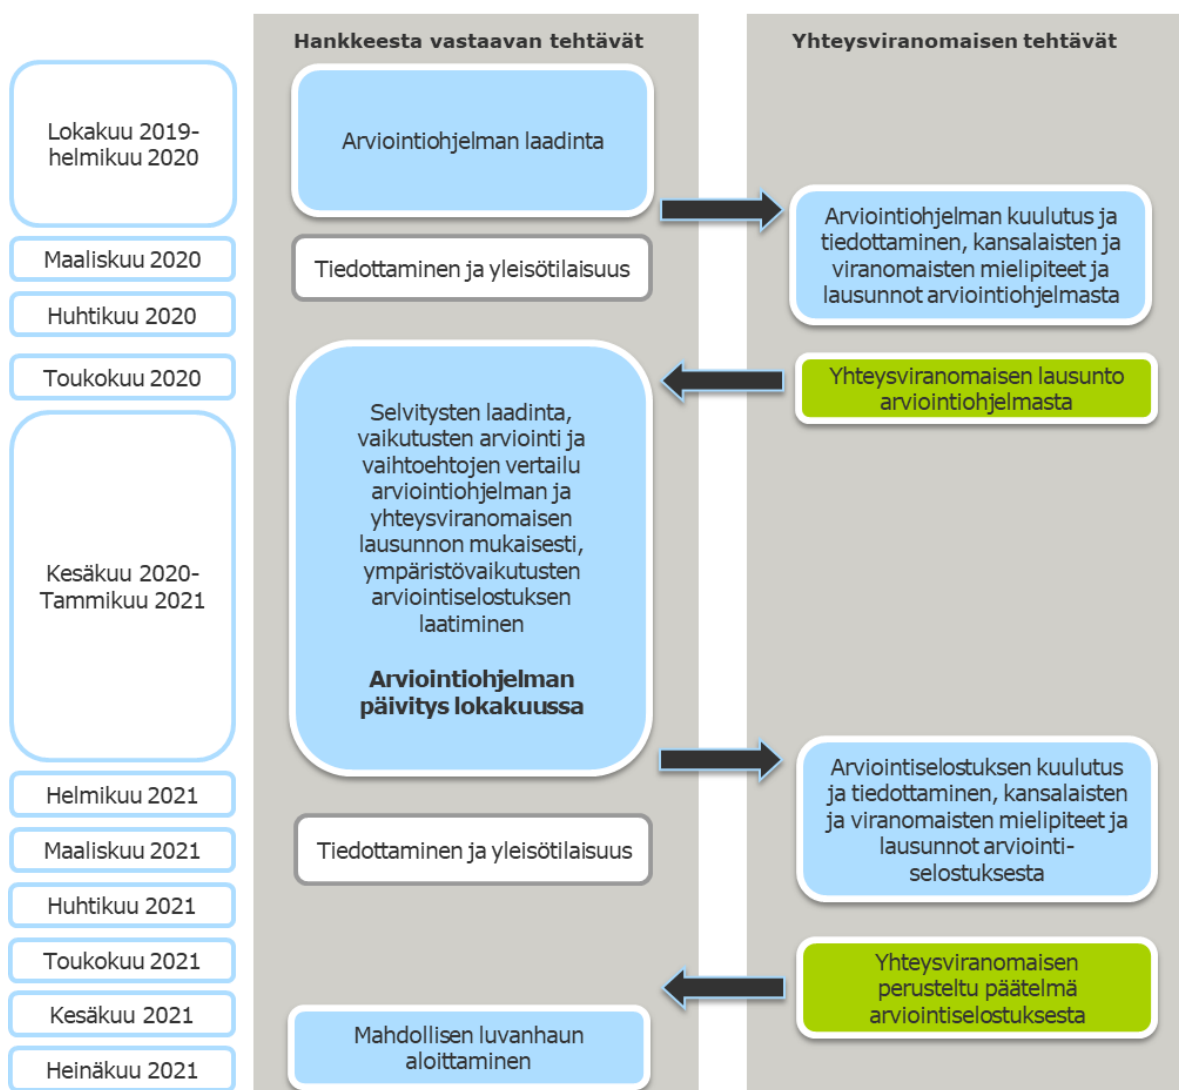 Hankkeesta vastaavan tehtävät
Yhteysviranomaisen tehtävät
Lokakuu 2019-
helmikuu 2020
Arviointiohjelman laadinta
Arviointiohjelman kuulutus ja
tiedottaminen, kansalaisten ja
viranomaisten mielipiteet ja
lausunnot arviointiohjelmasta
Maaliskuu 2020
Tiedottaminen ja yleisötilaisuus
Huhtikuu 2020
Toukokuu 2020
Yhteysviranomaisen lausunto
arviointiohjelmasta
Kesäkuu 2020-
Tammikuu 2021
Selvitysten laadinta,
vaikutusten arviointi ja
vaihtoehtojen vertailu
arviointiohjelman ja
yhteysviranomaisen
lausunnon mukaisesti,
ympäristövaikutusten
arviointiselostuksen
laatiminen
Arviointiohjelman
päivitys lokakuussa
Arviointiselostuksen kuulutus
ja tiedottaminen, kansalaisten
ja viranomaisten mielipiteet ja
lausunnot arviointi-
selostuksesta
Helmikuu 2021
Maaliskuu 2021
Tiedottaminen ja yleisötilaisuus
Huhtikuu 2021
Toukokuu 2021
Yhteysviranomaisen
perusteltu päätelmä
arviointiselostuksesta
Kesäkuu 2021
Mahdollisen luvanhaun
aloittaminen
Heinäkuu 2021